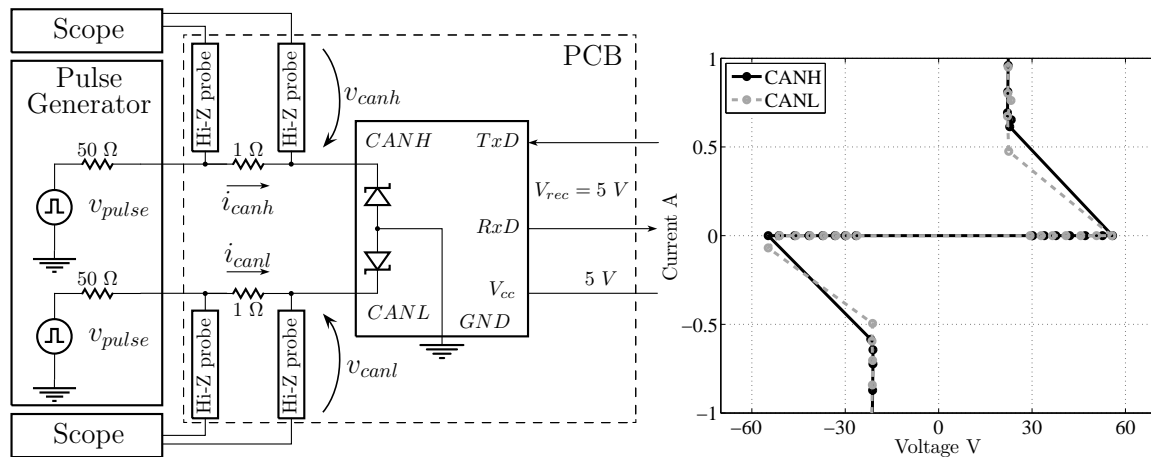 Scope
Pulse
Generator
50 Ω
v_pulse
50 Ω
v_pulse
Scope
PCB
Hi-Z probe
Hi-Z probe
v_canh
1 Ω
i_canh
i_canl
1 Ω
Hi-Z probe
Hi-Z probe
v_canl
CANH
TxD
V_rec = 5 V
RxD
V_cc
5 V
CANL
GND
CANH
CANL
1
0.5
0
−0.5
−1
Current A
−60
−30
0
30
60
Voltage V